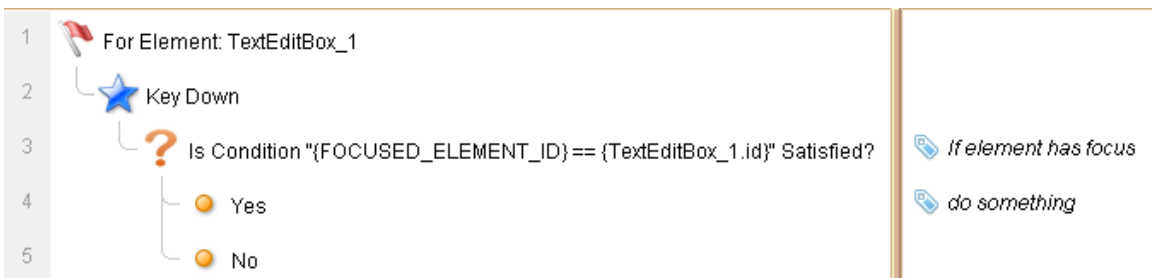 1 For Element: TextEditBox_1
2 Key Down
3 Is Condition "{FOCUSED_ELEMENT_ID} == {TextEditBox_1.id}" Satisfied? If element has focus
4 Yes do something
5 No